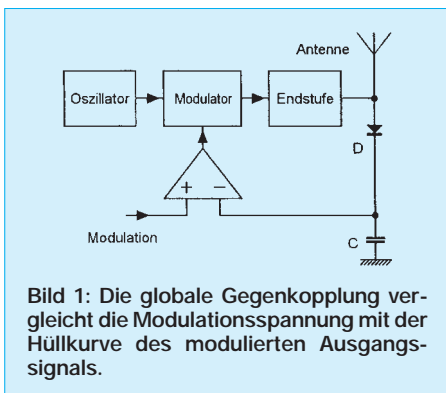 Antenne
Oszillator
Modulator
Endstufe
D
+ −
Modulation
C
Bild 1: Die globale Gegenkopplung ver-
gleicht die Modulationsspannung mit der
Hüllkurve des modulierten Ausgangs-
signals.